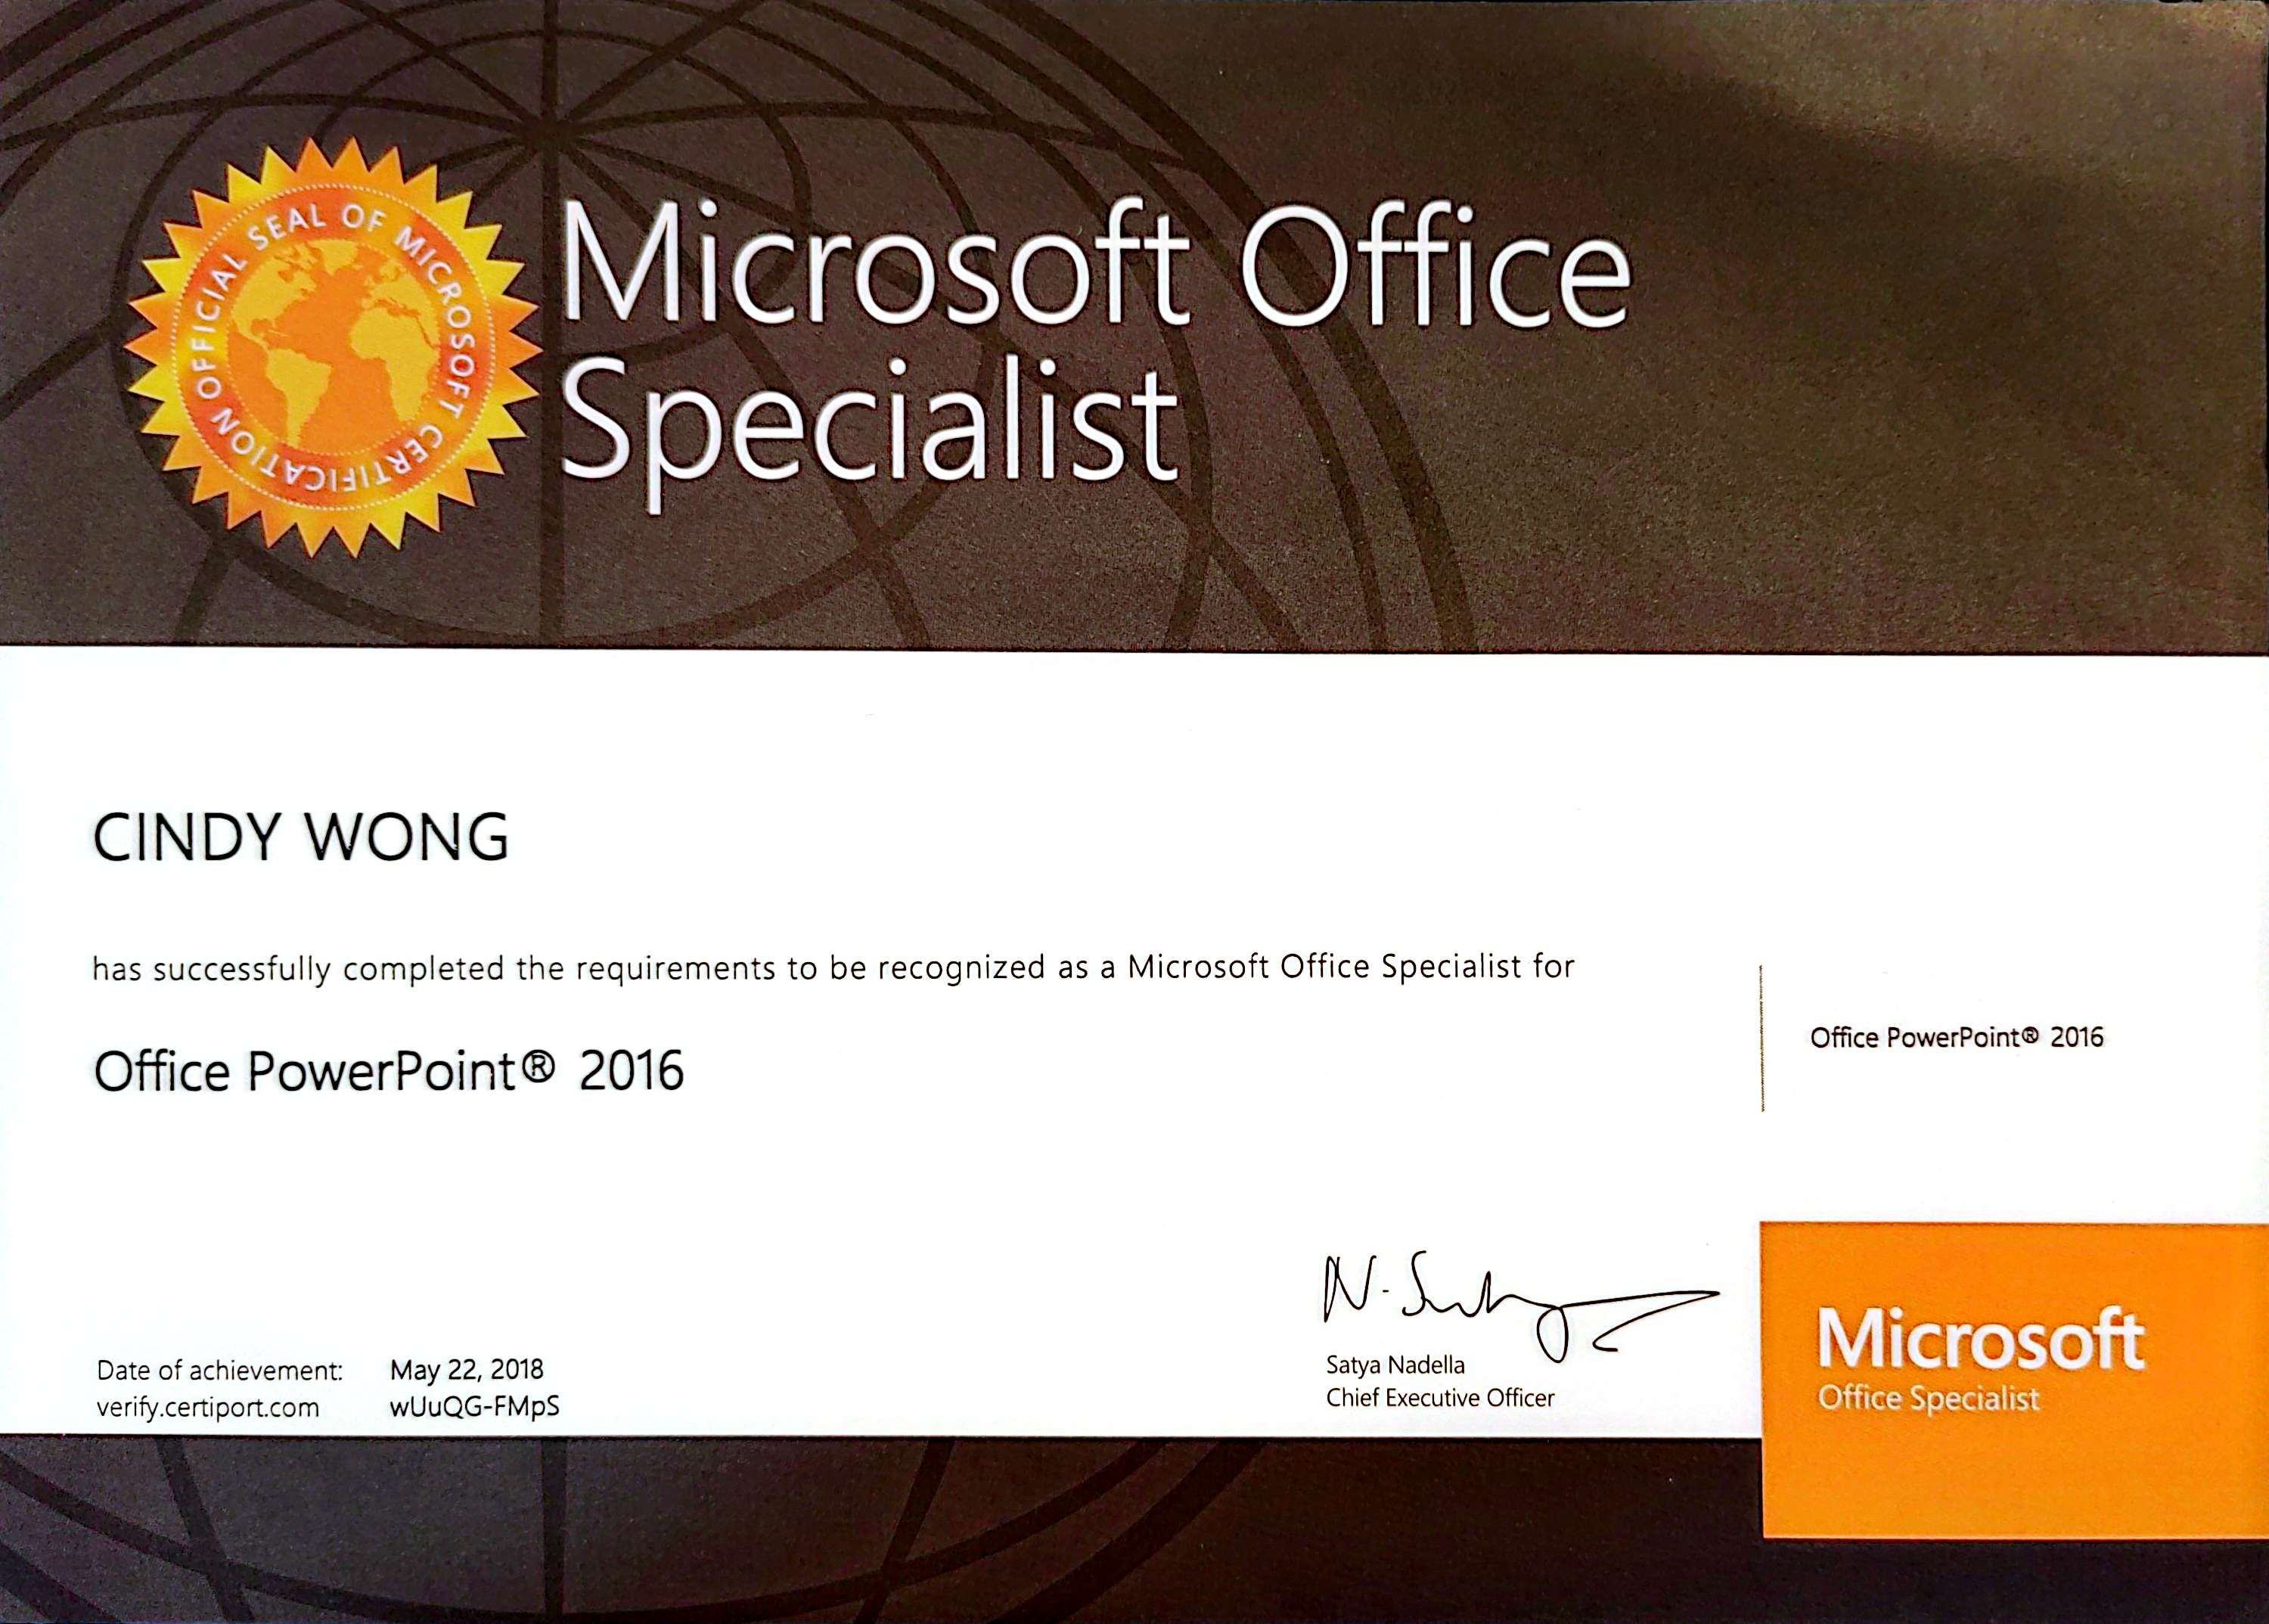 OFFICIAL SEAL OF MICROSOFT CERTIFICATION
Microsoft Office
Specialist
CINDY WONG
has successfully completed the requirements to be recognized as a Microsoft Office Specialist for
Office PowerPoint® 2016
Office PowerPoint® 2016
N. Satya
Satya Nadella
Chief Executive Officer
Date of achievement: May 22, 2018
verify.certiport.com wUuQG-FMpS
Microsoft
Office Specialist